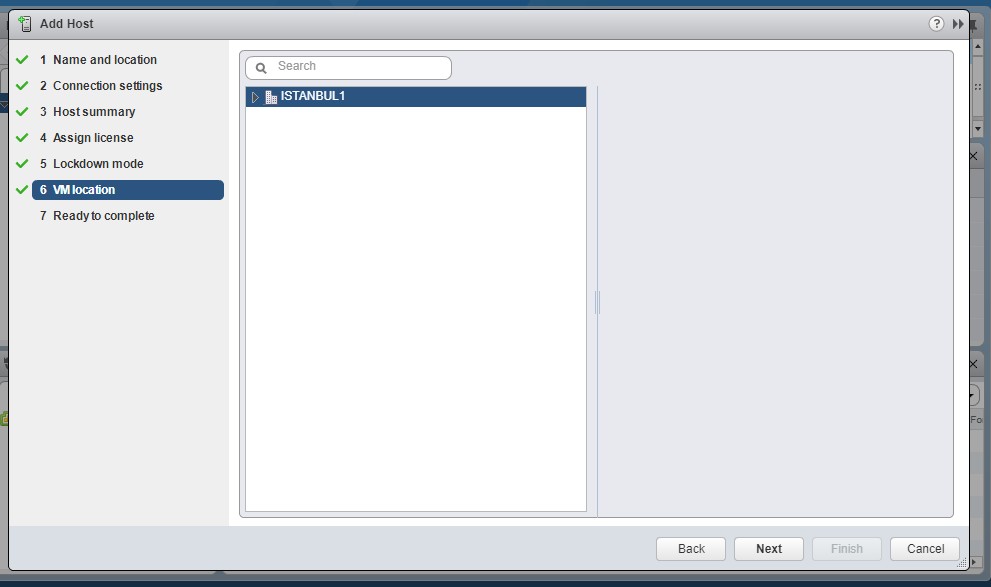 Add Host
?
1 Name and location
2 Connection settings
3 Host summary
4 Assign license
5 Lockdown mode
6 VM location
7 Ready to complete
Search
ISTANBUL1
Back
Next
Finish
Cancel